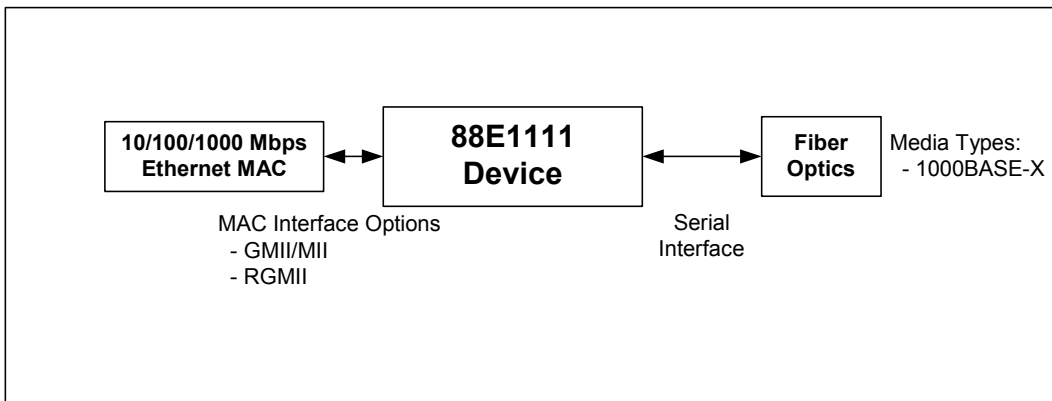 10/100/1000 Mbps
Ethernet MAC
88E1111
Device
Fiber
Optics
Media Types:
- 1000BASE-X
MAC Interface Options
- GMII/MII
- RGMII
Serial
Interface